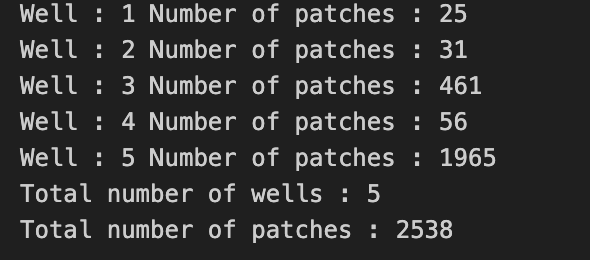 Well : 1 Number of patches : 25
Well : 2 Number of patches : 31
Well : 3 Number of patches : 461
Well : 4 Number of patches : 56
Well : 5 Number of patches : 1965
Total number of wells : 5
Total number of patches : 2538